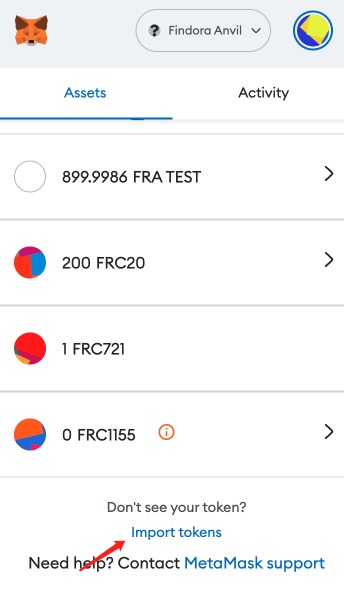 Findora Anvil
Assets
Activity
899.9986 FRA TEST
200 FRC20
1 FRC721
0 FRC1155
Don't see your token?
Import tokens
Need help? Contact MetaMask support